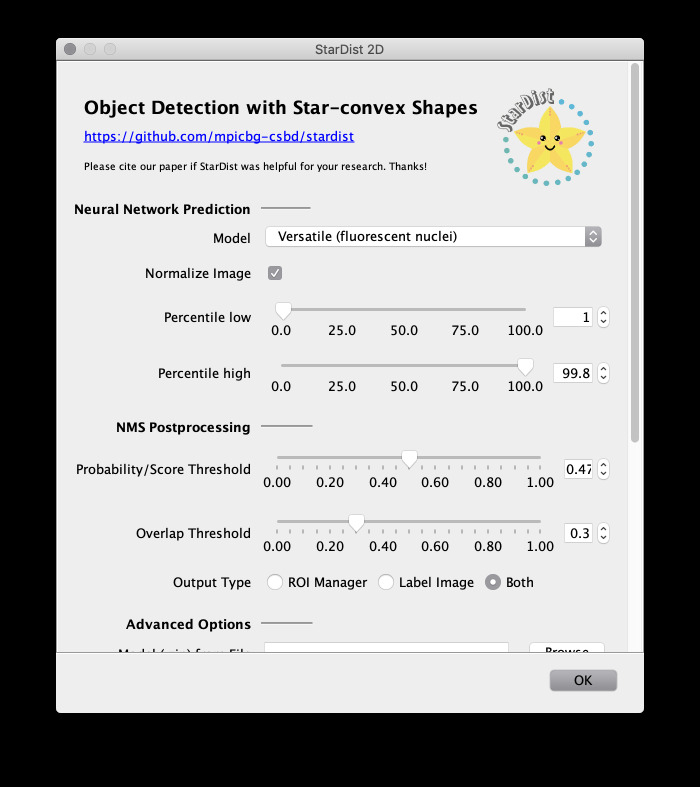 StarDist 2D
StarDist
Object Detection with Star-convex Shapes
https://github.com/mpicbg-csbd/stardist
Please cite our paper if StarDist was helpful for your research. Thanks!
Neural Network Prediction
Model Versatile (fluorescent nuclei)
Normalize Image
Percentile low 1
0.0 25.0 50.0 75.0 100.0
Percentile high 99.8
0.0 25.0 50.0 75.0 100.0
NMS Postprocessing
Probability/Score Threshold 0.47
0.00 0.20 0.40 0.60 0.80 1.00
Overlap Threshold 0.3
0.00 0.20 0.40 0.60 0.80 1.00
Output Type ROI Manager Label Image Both
Advanced Options
Browse
OK